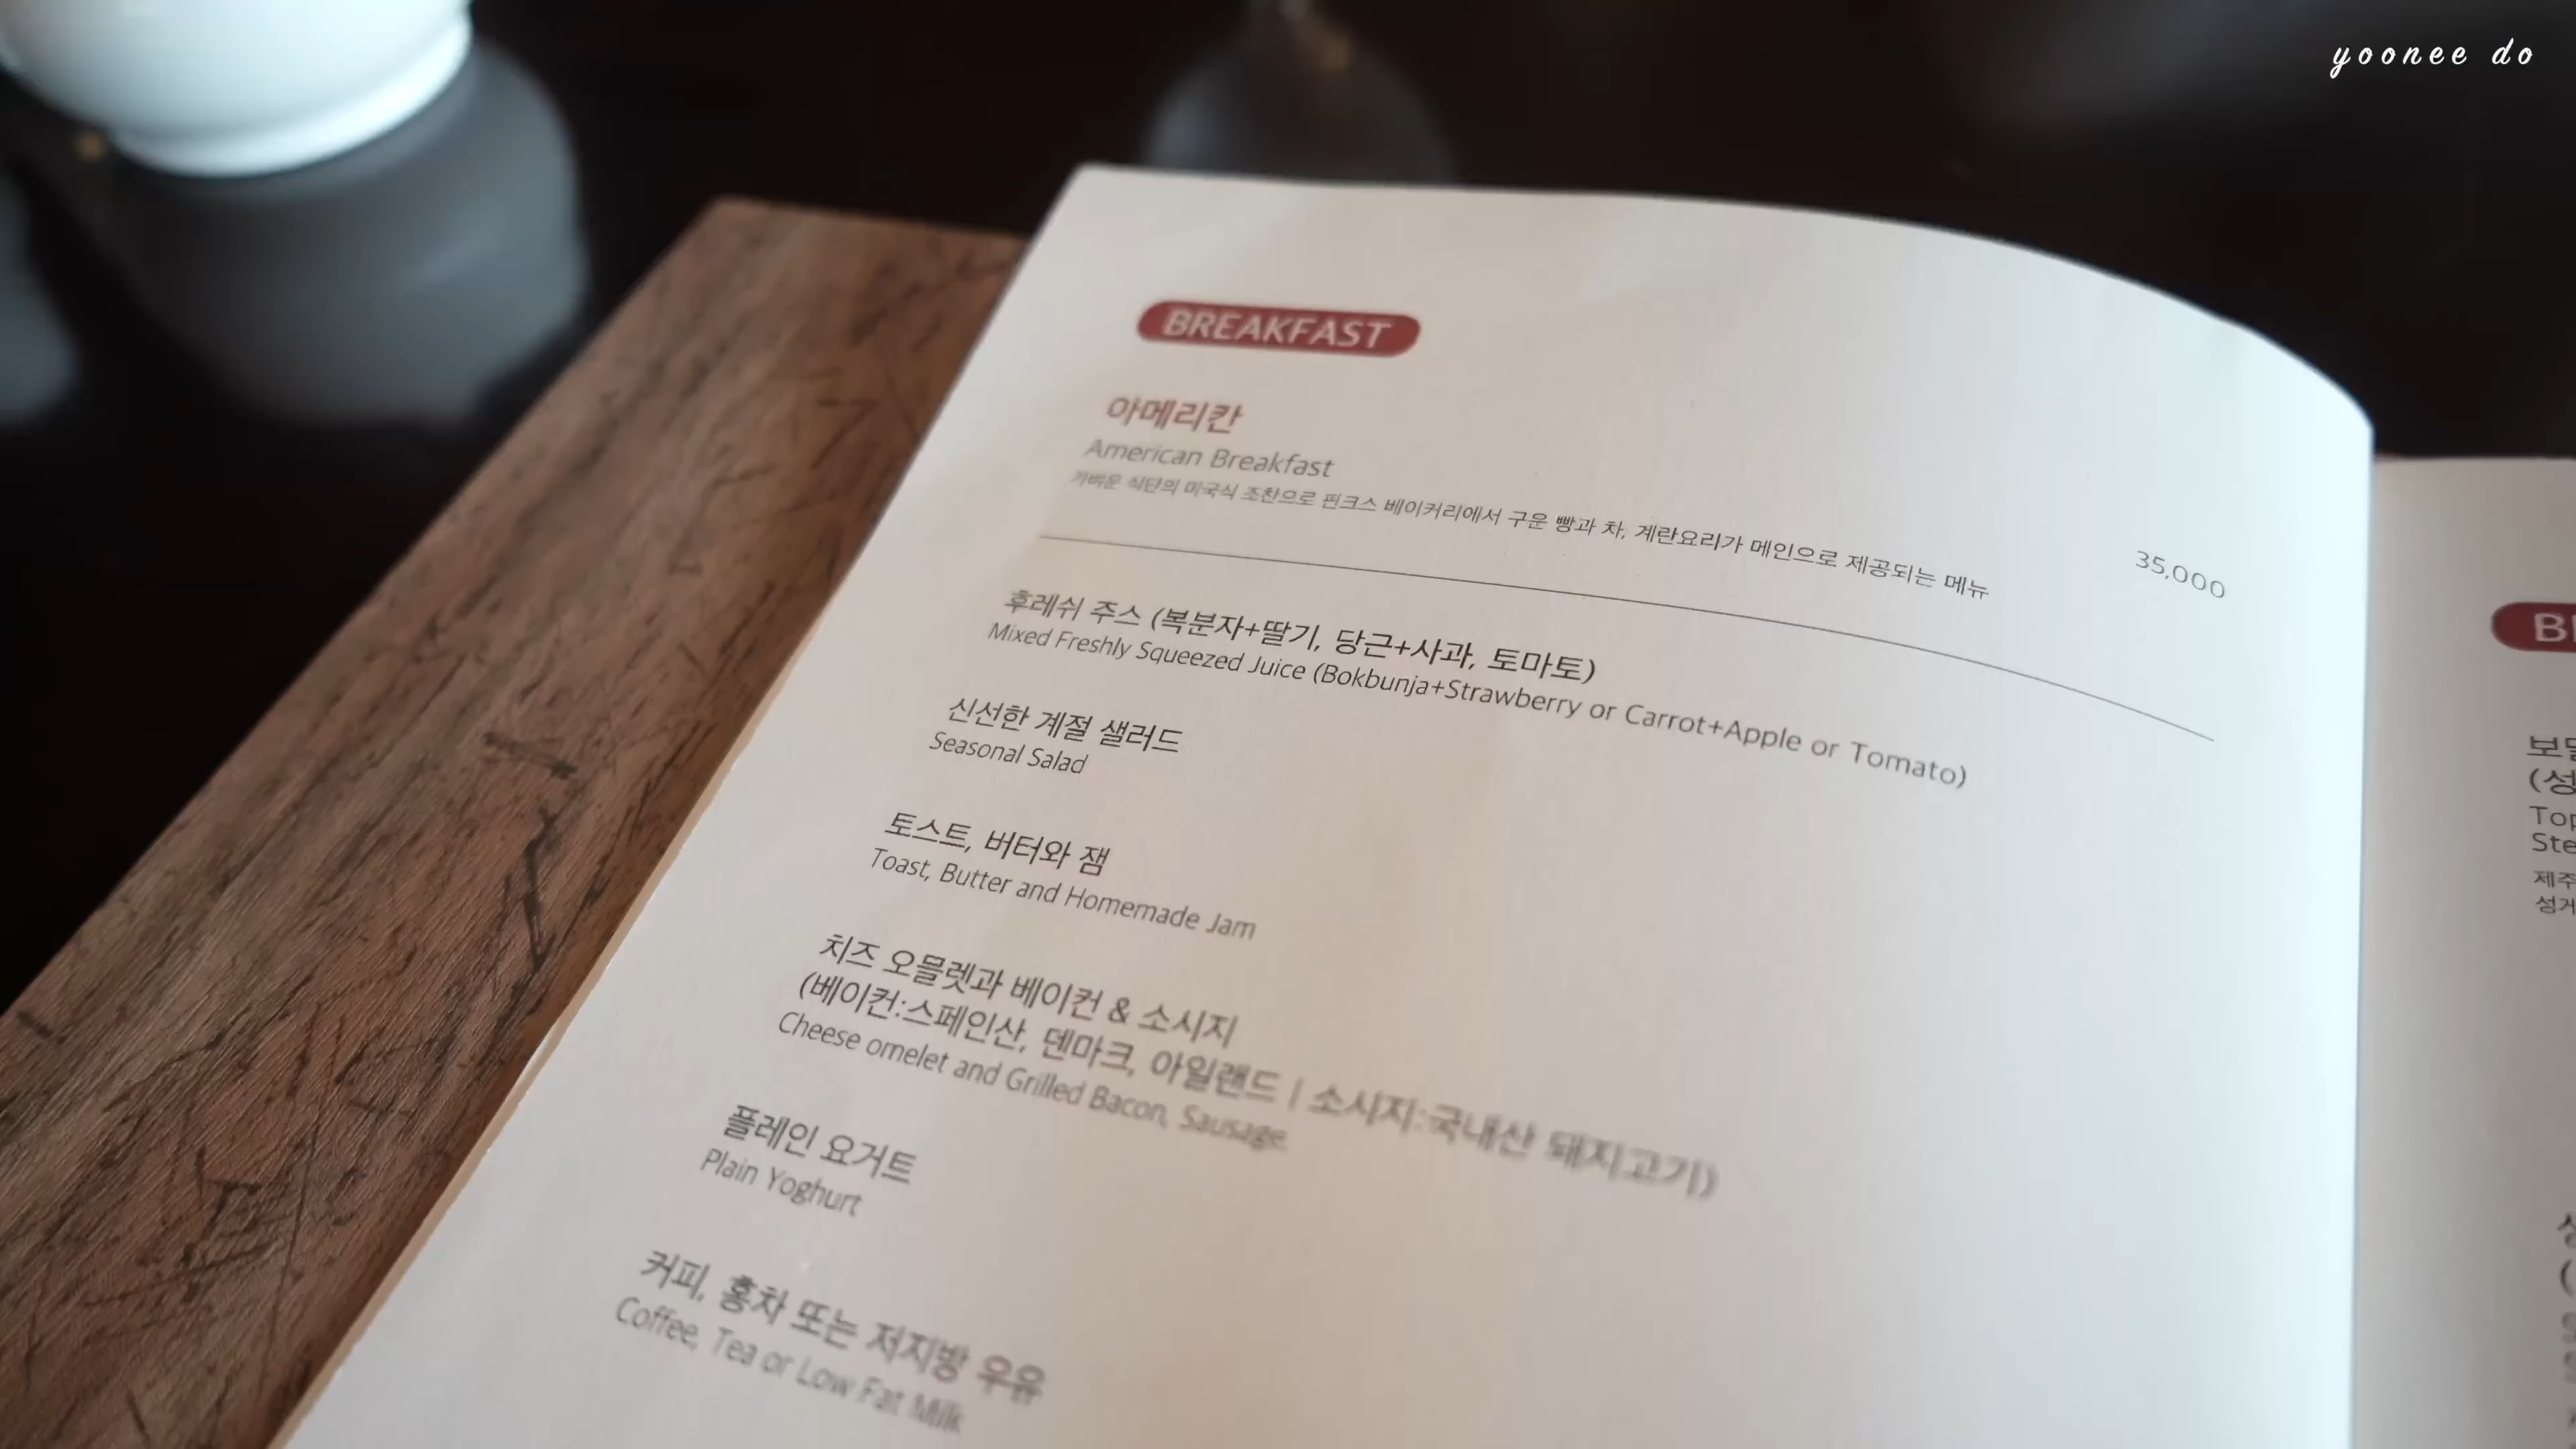 yoonee do
BREAKFAST
아메리칸
American Breakfast
가벼운 식단의 미국식 조찬으로 핀크스 베이커리에서 구운 빵과 차, 계란요리가 메인으로 제공되는 메뉴
35,000
후레쉬 주스 (복분자+딸기, 당근+사과, 토마토)
Mixed Freshly Squeezed Juice (Bokbunja+Strawberry or Carrot+Apple or Tomato)
신선한 계절 샐러드
Seasonal Salad
토스트, 버터와 잼
Toast, Butter and Homemade Jam
치즈 오믈렛과 베이컨 & 소시지
(베이컨:스페인산, 덴마크, 아일랜드 | 소시지:국내산 돼지고기)
Cheese omelet and Grilled Bacon, Sausage.
플레인 요거트
Plain Yoghurt
커피, 홍차 또는 저지방 우유
Coffee, Tea or Low Fat Milk
제주